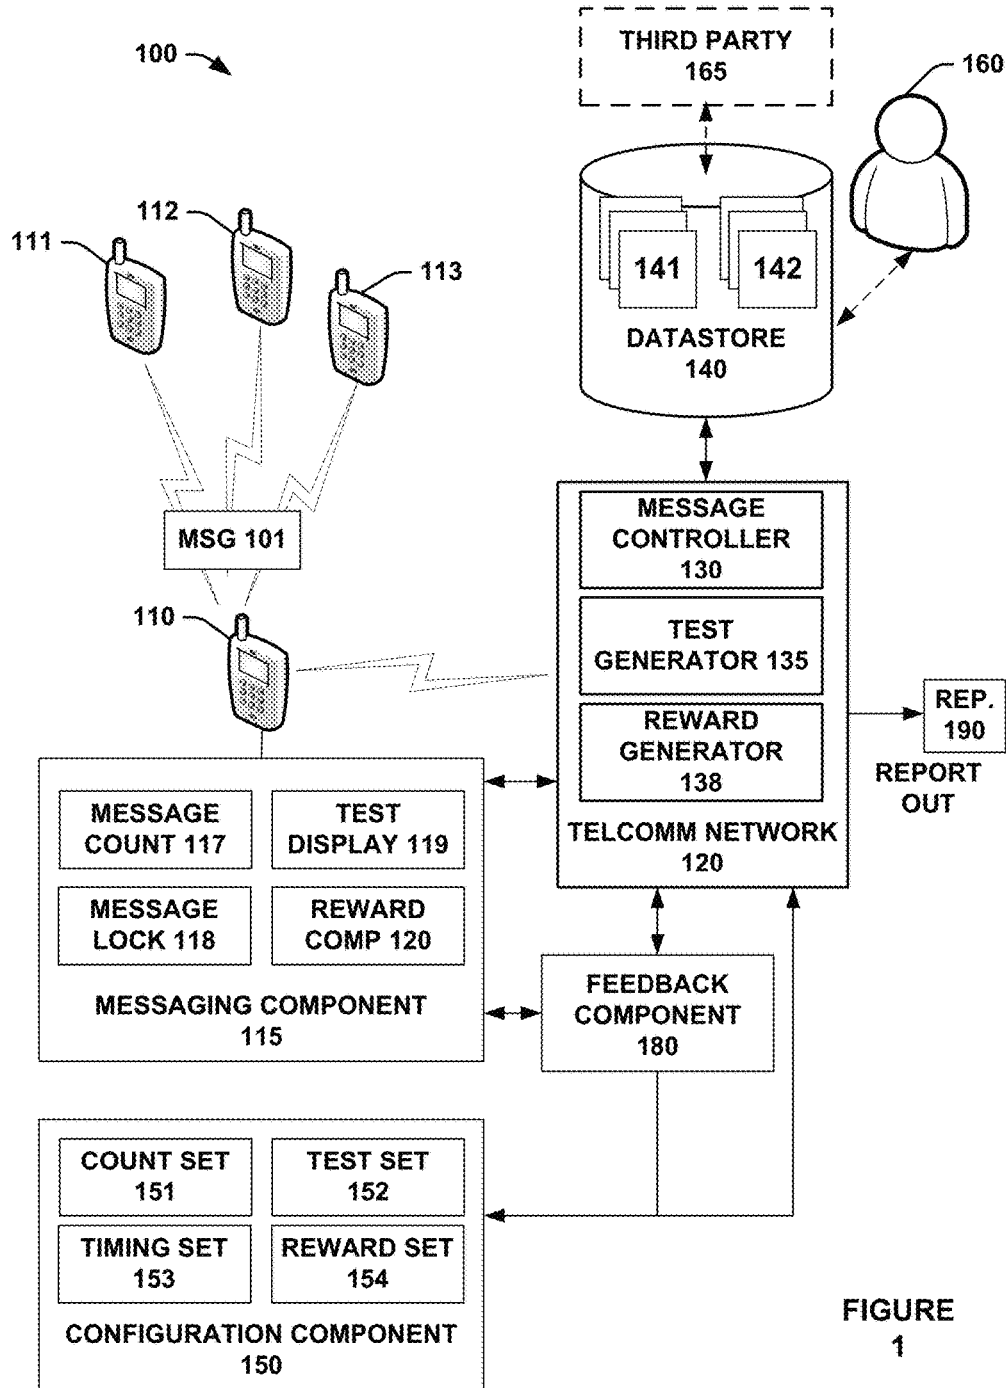 100
THIRD PARTY
165
160
111
112
113
141
142
DATASTORE
140
MSG 101
110
MESSAGE
CONTROLLER
130
TEST
GENERATOR 135
REWARD
GENERATOR
138
TELCOMM NETWORK
120
REP.
190
REPORT
OUT
MESSAGE
COUNT 117
TEST
DISPLAY 119
MESSAGE
LOCK 118
REWARD
COMP 120
MESSAGING COMPONENT
115
FEEDBACK
COMPONENT
180
COUNT SET
151
TEST SET
152
TIMING SET
153
REWARD SET
154
CONFIGURATION COMPONENT
150
FIGURE
1